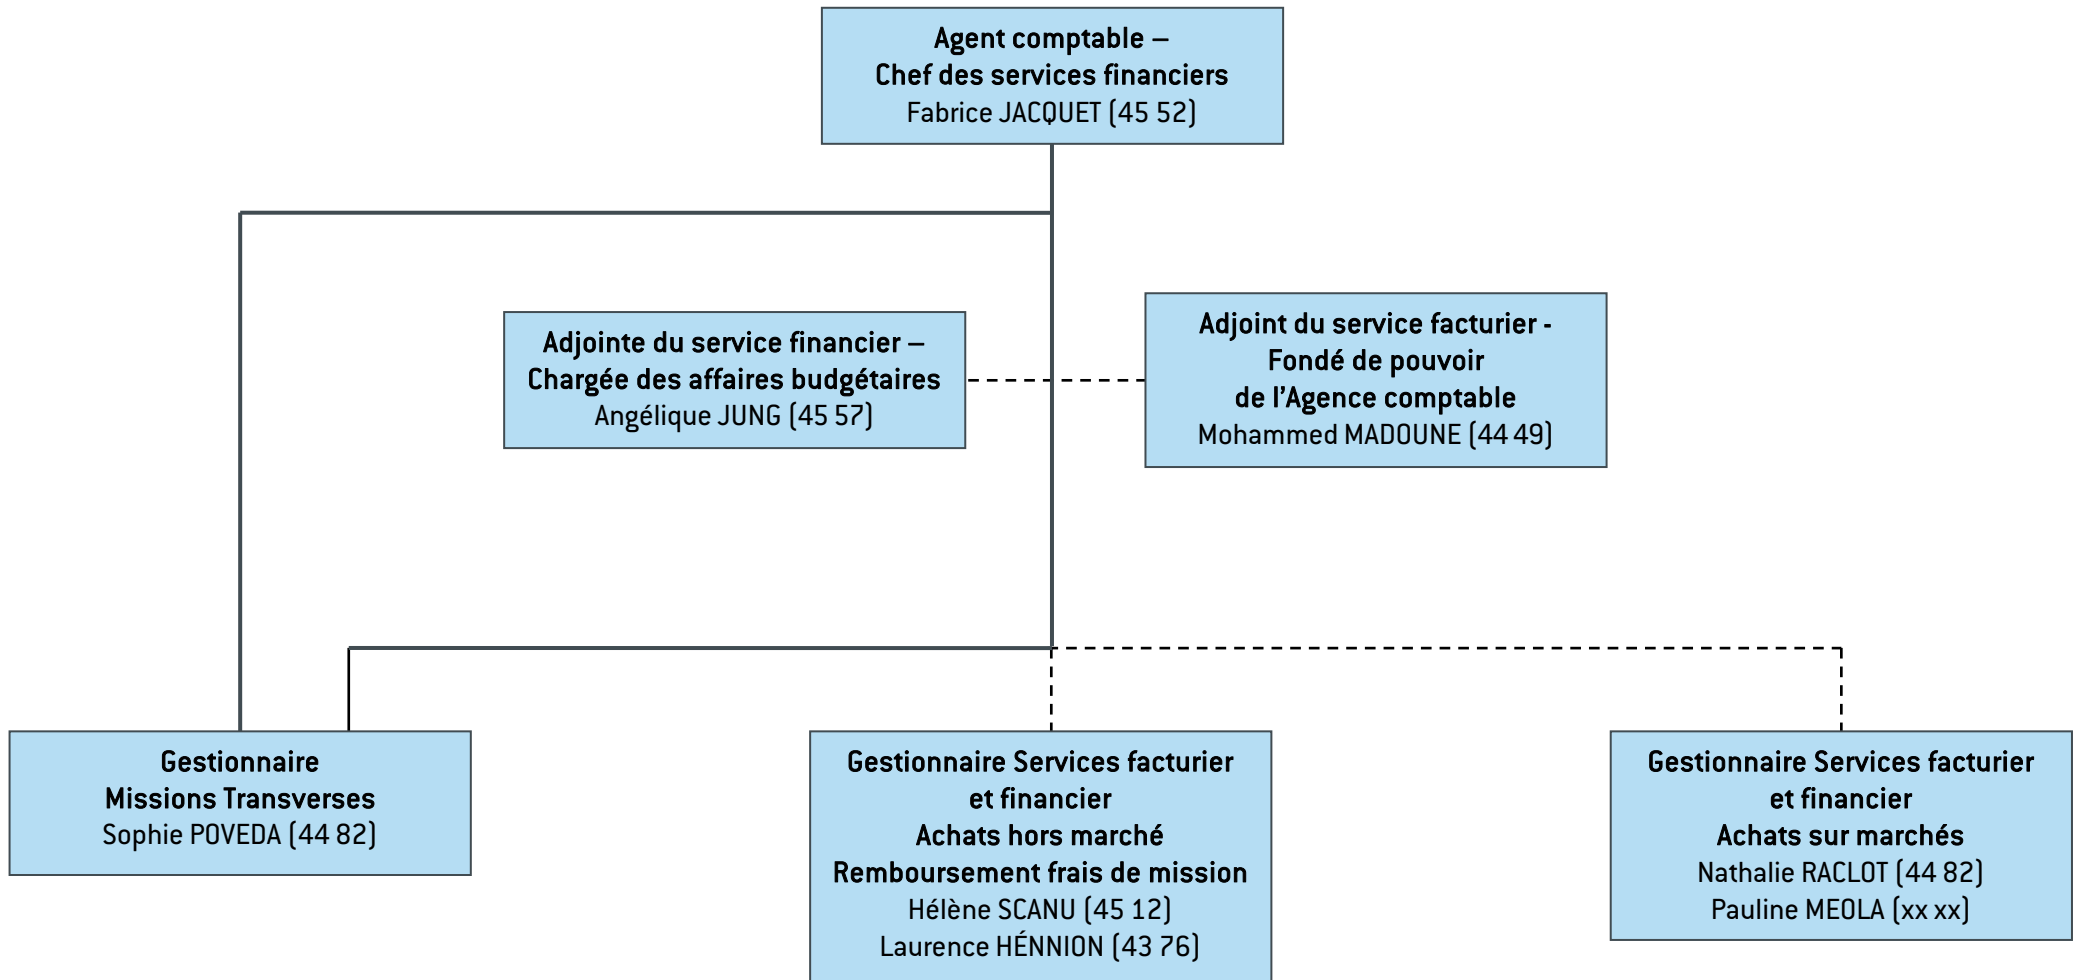 Agent comptable –
Chef des services financiers
Fabrice JACQUET (45 52)
Adjointe du service financier –
Chargée des affaires budgétaires
Angélique JUNG (45 57)
Adjoint du service facturier -
Fondé de pouvoir
de l’Agence comptable
Mohammed MADOUNE (44 49)
Gestionnaire
Missions Transverses
Sophie POVEDA (44 82)
Gestionnaire Services facturier
et financier
Achats hors marché
Remboursement frais de mission
Hélène SCANU (45 12)
Laurence HÉNNION (43 76)
Gestionnaire Services facturier
et financier
Achats sur marchés
Nathalie RACLOT (44 82)
Pauline MEOLA (xx xx)